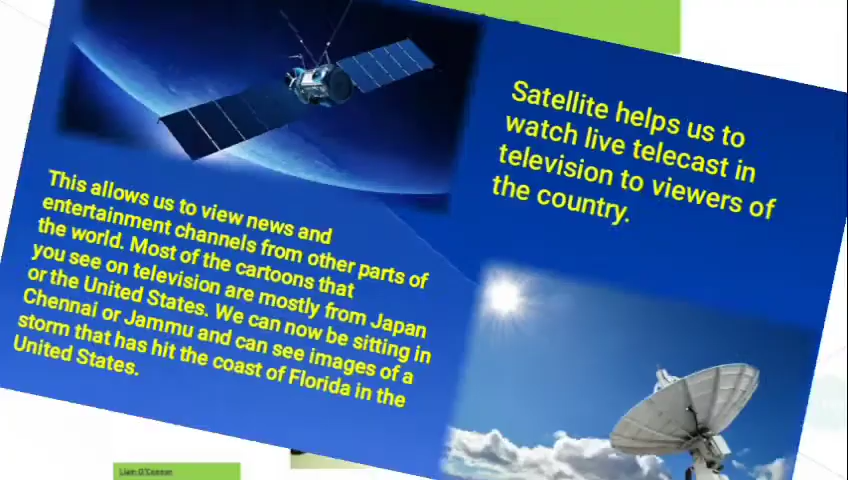 Satellite helps us to
watch live telecast in
television to viewers of
the country.
This allows us to view news and
entertainment channels from other parts of
the world. Most of the cartoons that
you see on television are mostly from Japan
or the United States. We can now be sitting in
Chennai or Jammu and can see images of a
storm that has hit the coast of Florida in the
United States.
Liam O'Connor